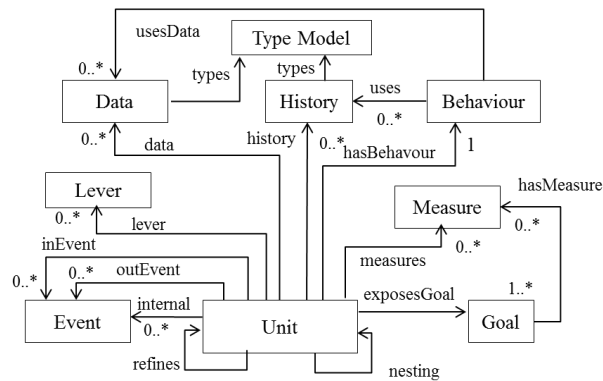 usesData
Type Model
0..*
types
types
uses
Data
History
Behaviour
0..*
0..*
data
history
0..*
hasBehavour
1
Lever
hasMeasure
0..*
lever
Measure
0..*
inEvent
0..*
measures
0..*
0..*
outEvent
exposesGoal
1..*
internal
Event
0..*
Unit
Goal
refines
nesting